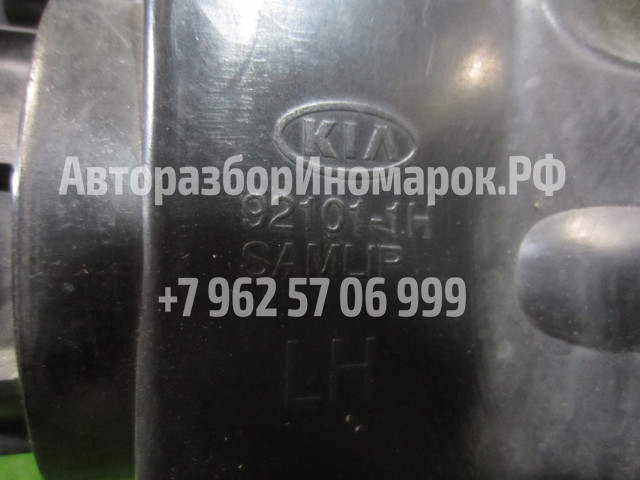 KIA
АвторазборИномарок.РФ
92101-1H
SAMLIP
+7 962 57 06 999
LH